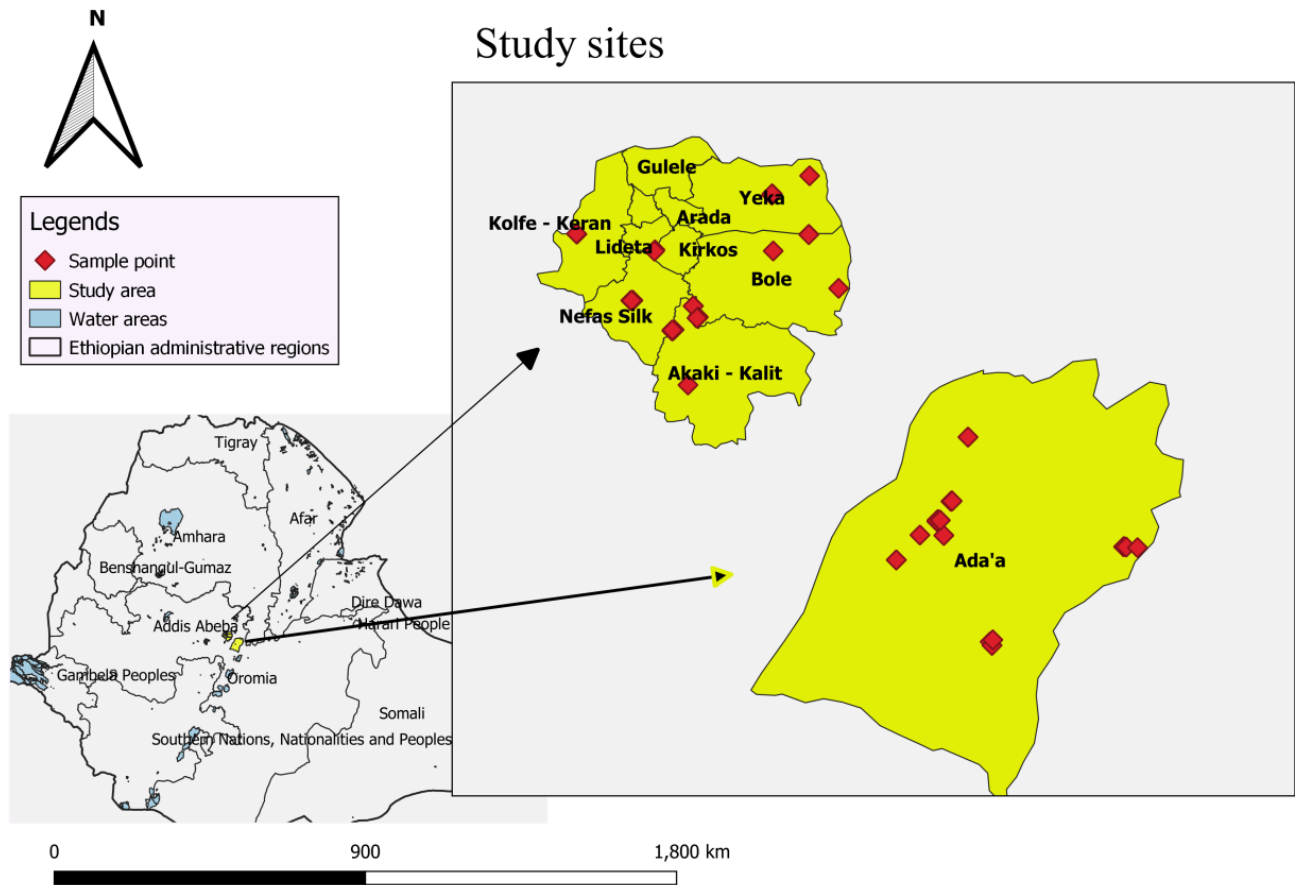 N
Study sites
Legends
Sample point
Study area
Water areas
Ethiopian administrative regions
Gulele
Yeka
Kolfe - Keran
Arada
Lideta
Kirkos
Bole
Nefas Silk
Akaki - Kalit
Ada'a
Tigray
Afar
Amhara
Benshangul-Gumaz
Dire Dawa
Addis Abeba
Harari People
Gambela Peoples
Oromia
Somali
Southern Nations, Nationalities and Peoples
0 900 1,800 km